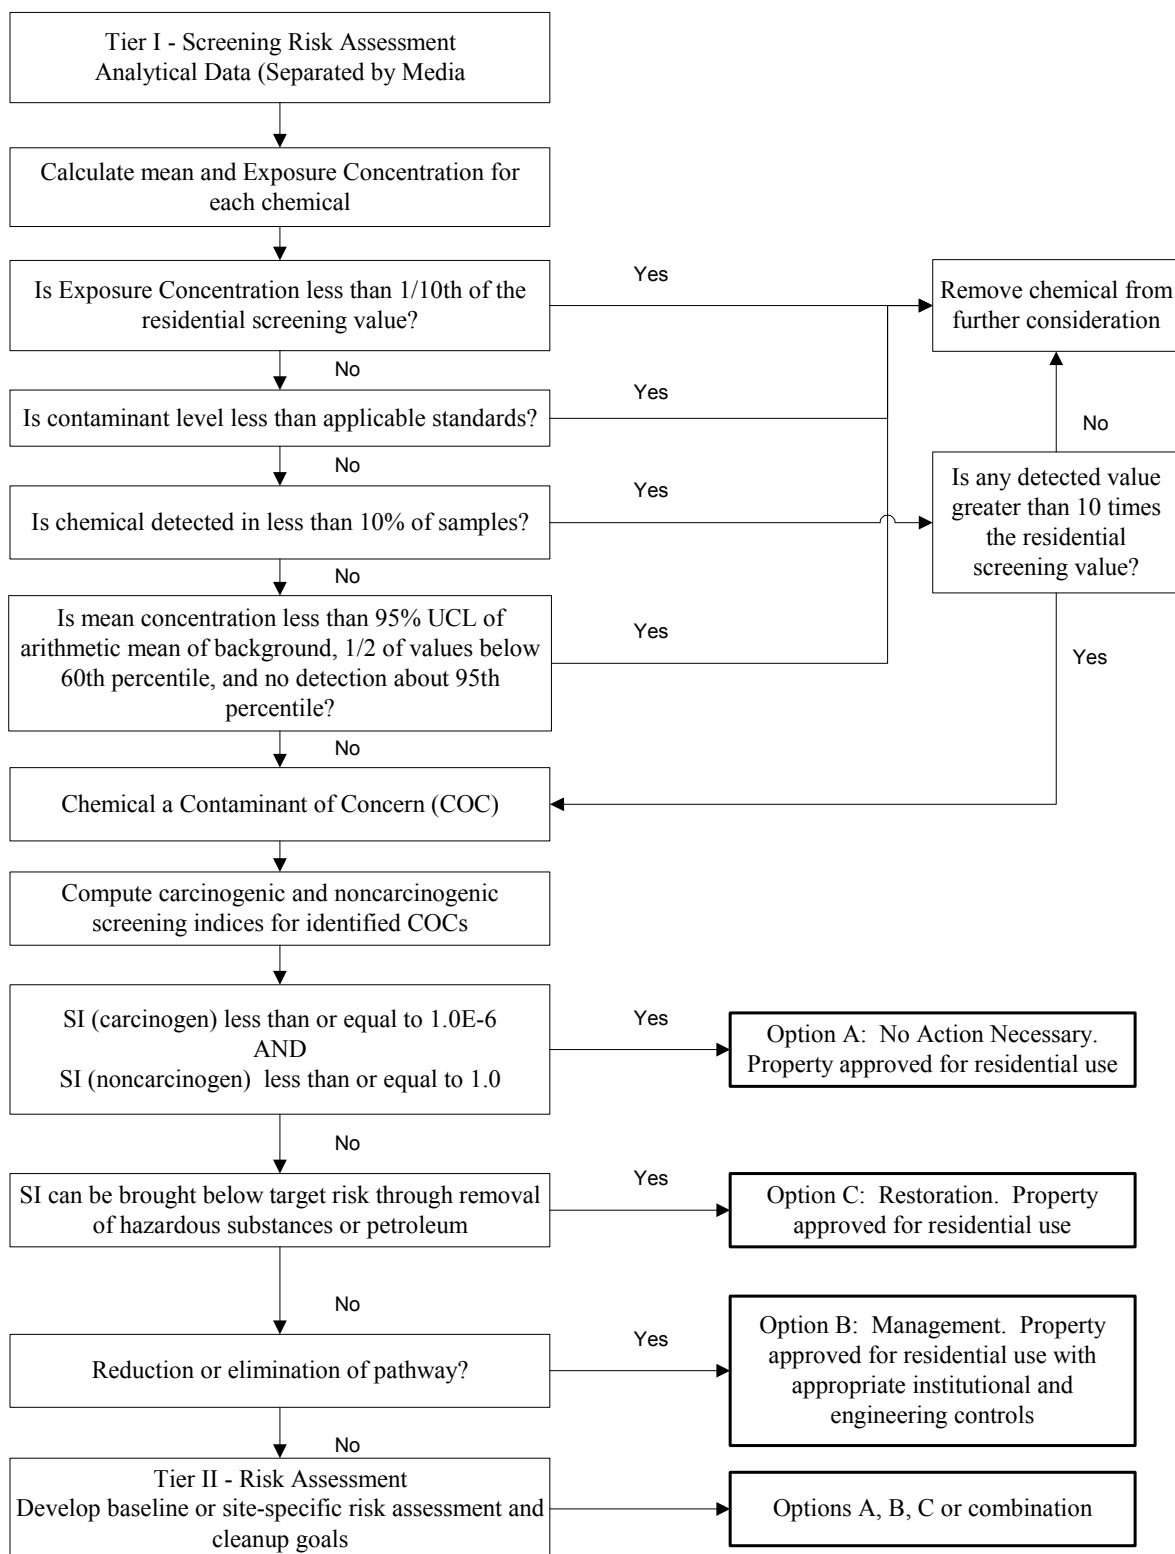 Tier I - Screening Risk Assessment
Analytical Data (Separated by Media
Calculate mean and Exposure Concentration for
each chemical
Is Exposure Concentration less than 1/10th of the
residential screening value?
Yes
Remove chemical from
further consideration
No
Is contaminant level less than applicable standards?
Yes
No
No
Is chemical detected in less than 10% of samples?
Yes
Is any detected value
greater than 10 times
the residential
screening value?
No
Is mean concentration less than 95% UCL of
arithmetic mean of background, 1/2 of values below
60th percentile, and no detection about 95th
percentile?
Yes
Yes
No
Chemical a Contaminant of Concern (COC)
Compute carcinogenic and noncarcinogenic
screening indices for identified COCs
SI (carcinogen) less than or equal to 1.0E-6
AND
SI (noncarcinogen) less than or equal to 1.0
Yes
Option A: No Action Necessary.
Property approved for residential use
No
SI can be brought below target risk through removal
of hazardous substances or petroleum
Yes
Option C: Restoration. Property
approved for residential use
No
Reduction or elimination of pathway?
Yes
Option B: Management. Property
approved for residential use with
appropriate institutional and
engineering controls
No
Tier II - Risk Assessment
Develop baseline or site-specific risk assessment and
cleanup goals
Options A, B, C or combination